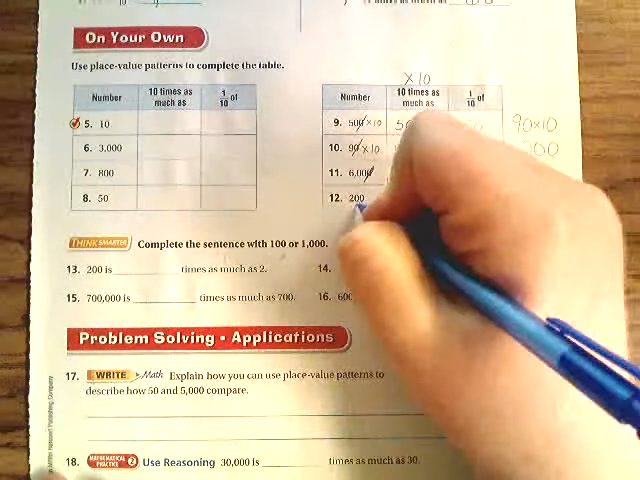 On Your Own
Use place-value patterns to complete the table.
× 10
Number 10 times as much as 1/10 of
5. 10
6. 3,000
7. 800
8. 50
Number 10 times as much as 1/10 of
9. 500 ×10 90×10
10. 90 ×10
11. 6,000
12. 200
THINK SMARTER Complete the sentence with 100 or 1,000.
13. 200 is ________ times as much as 2. 14.
15. 700,000 is ________ times as much as 700. 16.
Problem Solving • Applications
17. WRITE Math Explain how you can use place-value patterns to
describe how 50 and 5,000 compare.
18. MATHEMATICAL PRACTICE 2 Use Reasoning 30,000 is ________ times as much as 30.